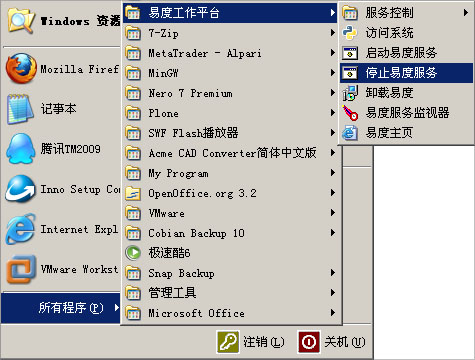 Windows 资源
Mozilla Firef
记事本
腾讯TM2009
Inno Setup Co
Internet Expl
VMware Workst
所有程序(P)
易度工作平台
7-Zip
MetaTrader - Alpari
MinGW
Nero 7 Premium
Plone
SWF Flash播放器
Acme CAD Converter简体中文版
My Program
OpenOffice.org 3.2
VMware
Cobian Backup 10
极速酷6
Snap Backup
管理工具
Microsoft Office
服务控制
访问系统
启动易度服务
停止易度服务
卸载易度
易度服务监视器
易度主页
注销(L) 关机(U)